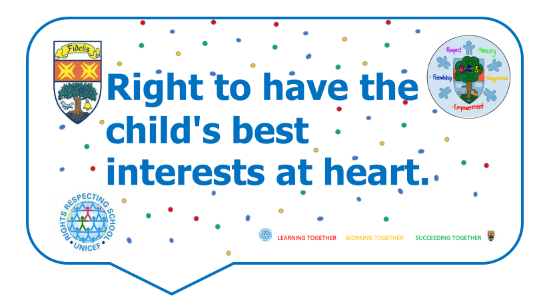 Fidelis
Respect
Honesty
Right to have the
Friendship
Happiness
child's best
Empowerment
interests at heart.
RIGHTS RESPECTING SCHOOL
UNICEF
LEARNING TOGETHER WORKING TOGETHER SUCCEEDING TOGETHER